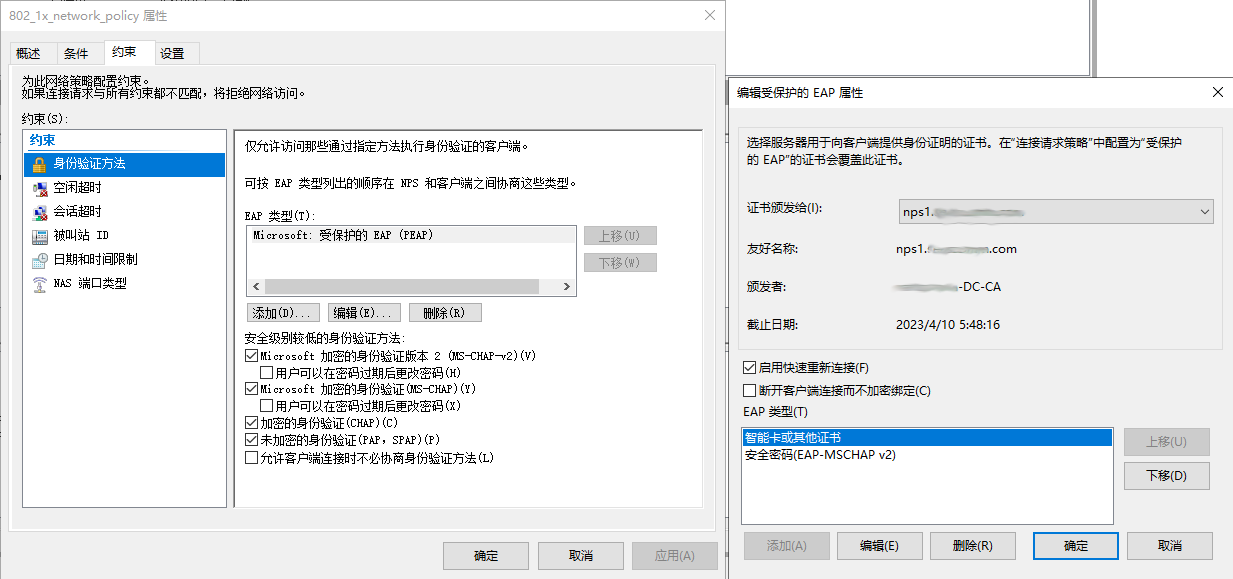 802_1x_network_policy 属性
概述
条件
约束
设置
为此网络策略配置约束。
如果连接请求与所有约束都不匹配，将拒绝网络访问。
约束(S):
约束
身份验证方法
空闲超时
会话超时
被叫站 ID
日期和时间限制
NAS 端口类型
仅允许访问那些通过指定方法执行身份验证的客户端。
可按 EAP 类型列出的顺序在 NPS 和客户端之间协商这些类型。
EAP 类型(T):
Microsoft: 受保护的 EAP (PEAP)
上移(U)
下移(W)
添加(D)...
编辑(E)...
删除(R)
安全级别较低的身份验证方法:
Microsoft 加密的身份验证版本 2 (MS-CHAP-v2)(V)
用户可以在密码过期后更改密码(H)
Microsoft 加密的身份验证(MS-CHAP)(Y)
用户可以在密码过期后更改密码(X)
加密的身份验证(CHAP)(C)
未加密的身份验证(PAP，SPAP)(P)
允许客户端连接时不必协商身份验证方法(L)
确定
取消
应用(A)
编辑受保护的 EAP 属性
选择服务器用于向客户端提供身份证明的证书。在“连接请求策略”中配置为“受保护
的 EAP”的证书会覆盖此证书。
证书颁发给(I):
nps1.
友好名称:
nps1. .com
颁发者:
-DC-CA
截止日期:
2023/4/10 5:48:16
启用快速重新连接(F)
断开客户端连接而不加密绑定(C)
EAP 类型(T)
智能卡或其他证书
安全密码(EAP-MSCHAP v2)
上移(U)
下移(D)
添加(A)
编辑(E)
删除(R)
确定
取消